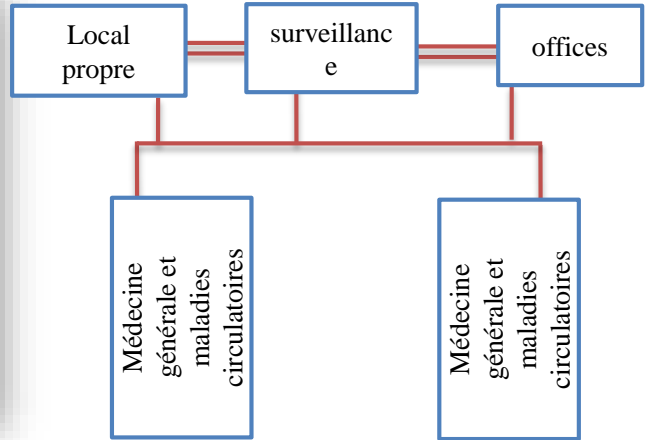 Local
propre
surveillanc
e
offices
Médecine
générale et
maladies
circulatoires
Médecine
générale et
maladies
circulatoires